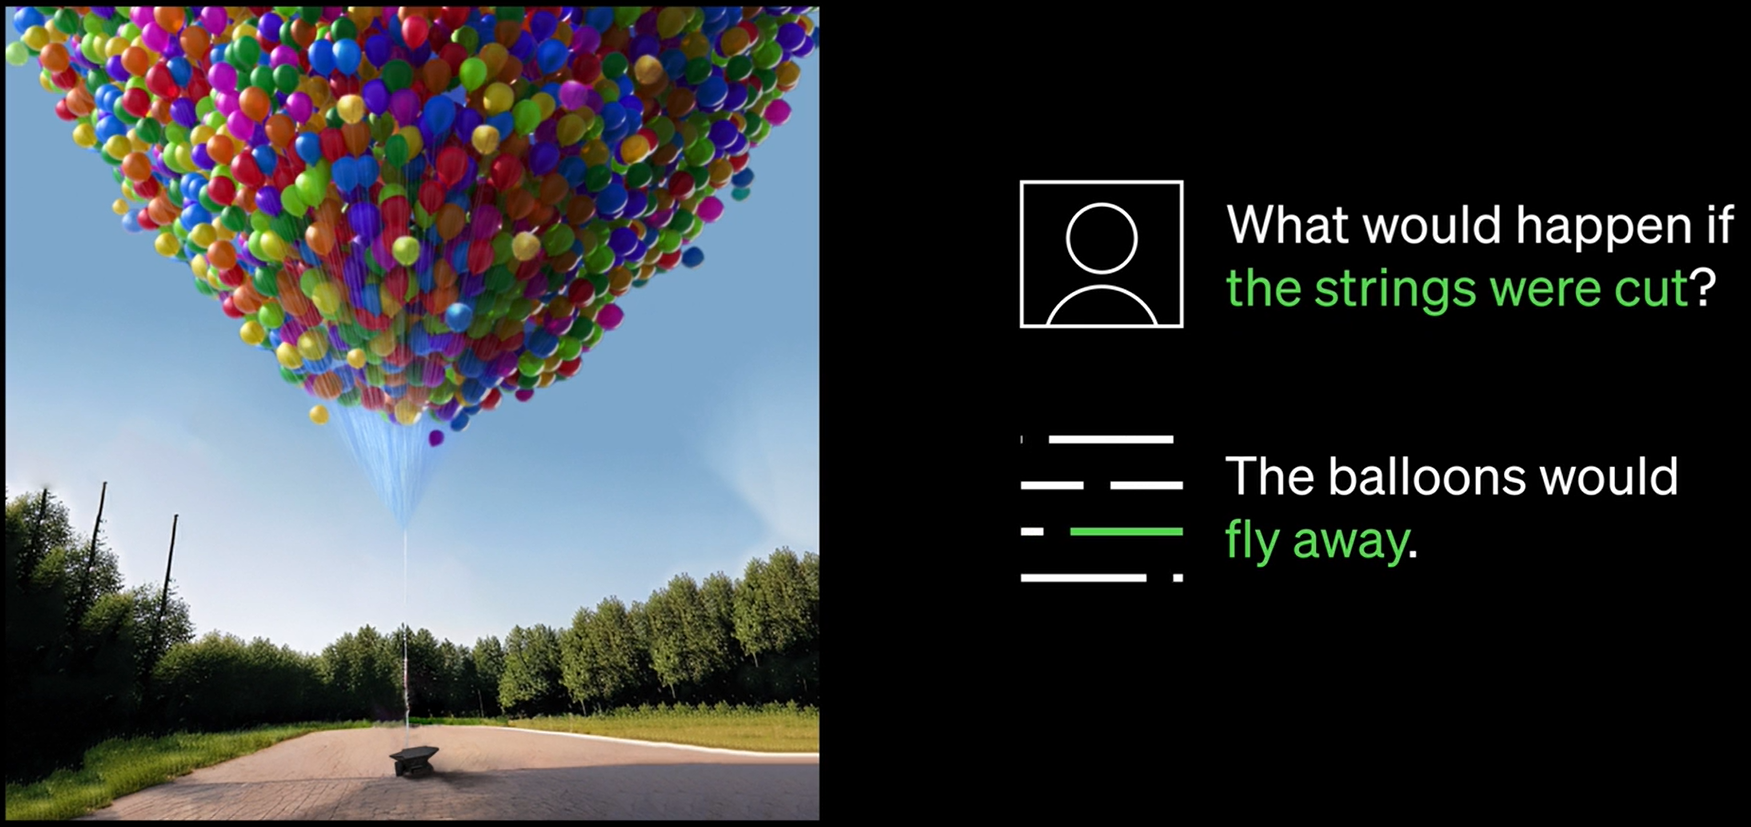 What would happen if
the strings were cut?
The balloons would
fly away.